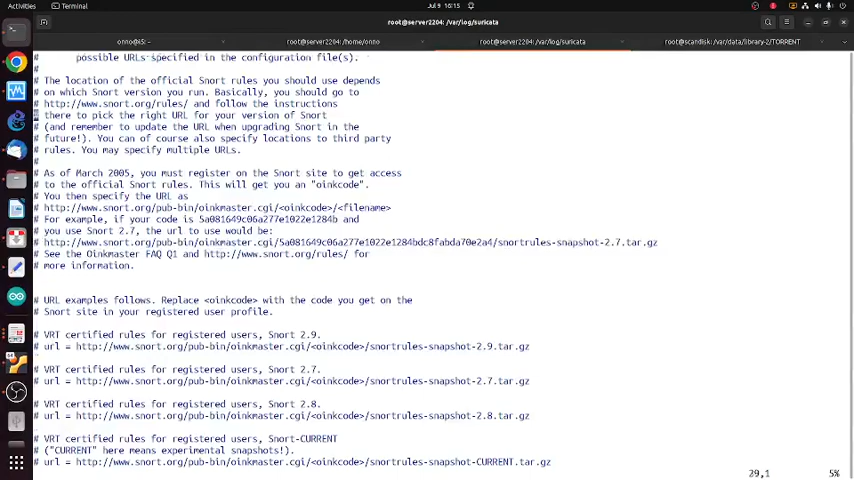 Activities
Terminal
Jul 9 16:15
root@server2204: /var/log/suricata
onno@i5: ~
root@server2204: /home/onno
root@server2204: /var/log/suricata
root@scandisk: /var/data/library-2/TORRENT
#       possible URLs specified in the configuration file(s).
#
# The location of the official Snort rules you should use depends
# on which Snort version you run. Basically, you should go to
# http://www.snort.org/rules/ and follow the instructions
# there to pick the right URL for your version of Snort
# (and remember to update the URL when upgrading Snort in the
# future!). You can of course also specify locations to third party
# rules. You may specify multiple URLs.
#
# As of March 2005, you must register on the Snort site to get access
# to the official Snort rules. This will get you an "oinkcode".
# You then specify the URL as
# http://www.snort.org/pub-bin/oinkmaster.cgi/<oinkcode>/<filename>
# For example, if your code is 5a081649c06a277e1022e1284b and
# you use Snort 2.7, the url to use would be:
# http://www.snort.org/pub-bin/oinkmaster.cgi/5a081649c06a277e1022e1284bdc8fabda70e2a4/snortrules-snapshot-2.7.tar.gz
# See the Oinkmaster FAQ Q1 and http://www.snort.org/rules/ for
# more information.
# URL examples follows. Replace <oinkcode> with the code you get on the
# Snort site in your registered user profile.
# VRT certified rules for registered users, Snort 2.9.
# url = http://www.snort.org/pub-bin/oinkmaster.cgi/<oinkcode>/snortrules-snapshot-2.9.tar.gz
# VRT certified rules for registered users, Snort 2.7.
# url = http://www.snort.org/pub-bin/oinkmaster.cgi/<oinkcode>/snortrules-snapshot-2.7.tar.gz
# VRT certified rules for registered users, Snort 2.8.
# url = http://www.snort.org/pub-bin/oinkmaster.cgi/<oinkcode>/snortrules-snapshot-2.8.tar.gz
# VRT certified rules for registered users, Snort-CURRENT
# ("CURRENT" here means experimental snapshots!).
# url = http://www.snort.org/pub-bin/oinkmaster.cgi/<oinkcode>/snortrules-snapshot-CURRENT.tar.gz
29,1
5%